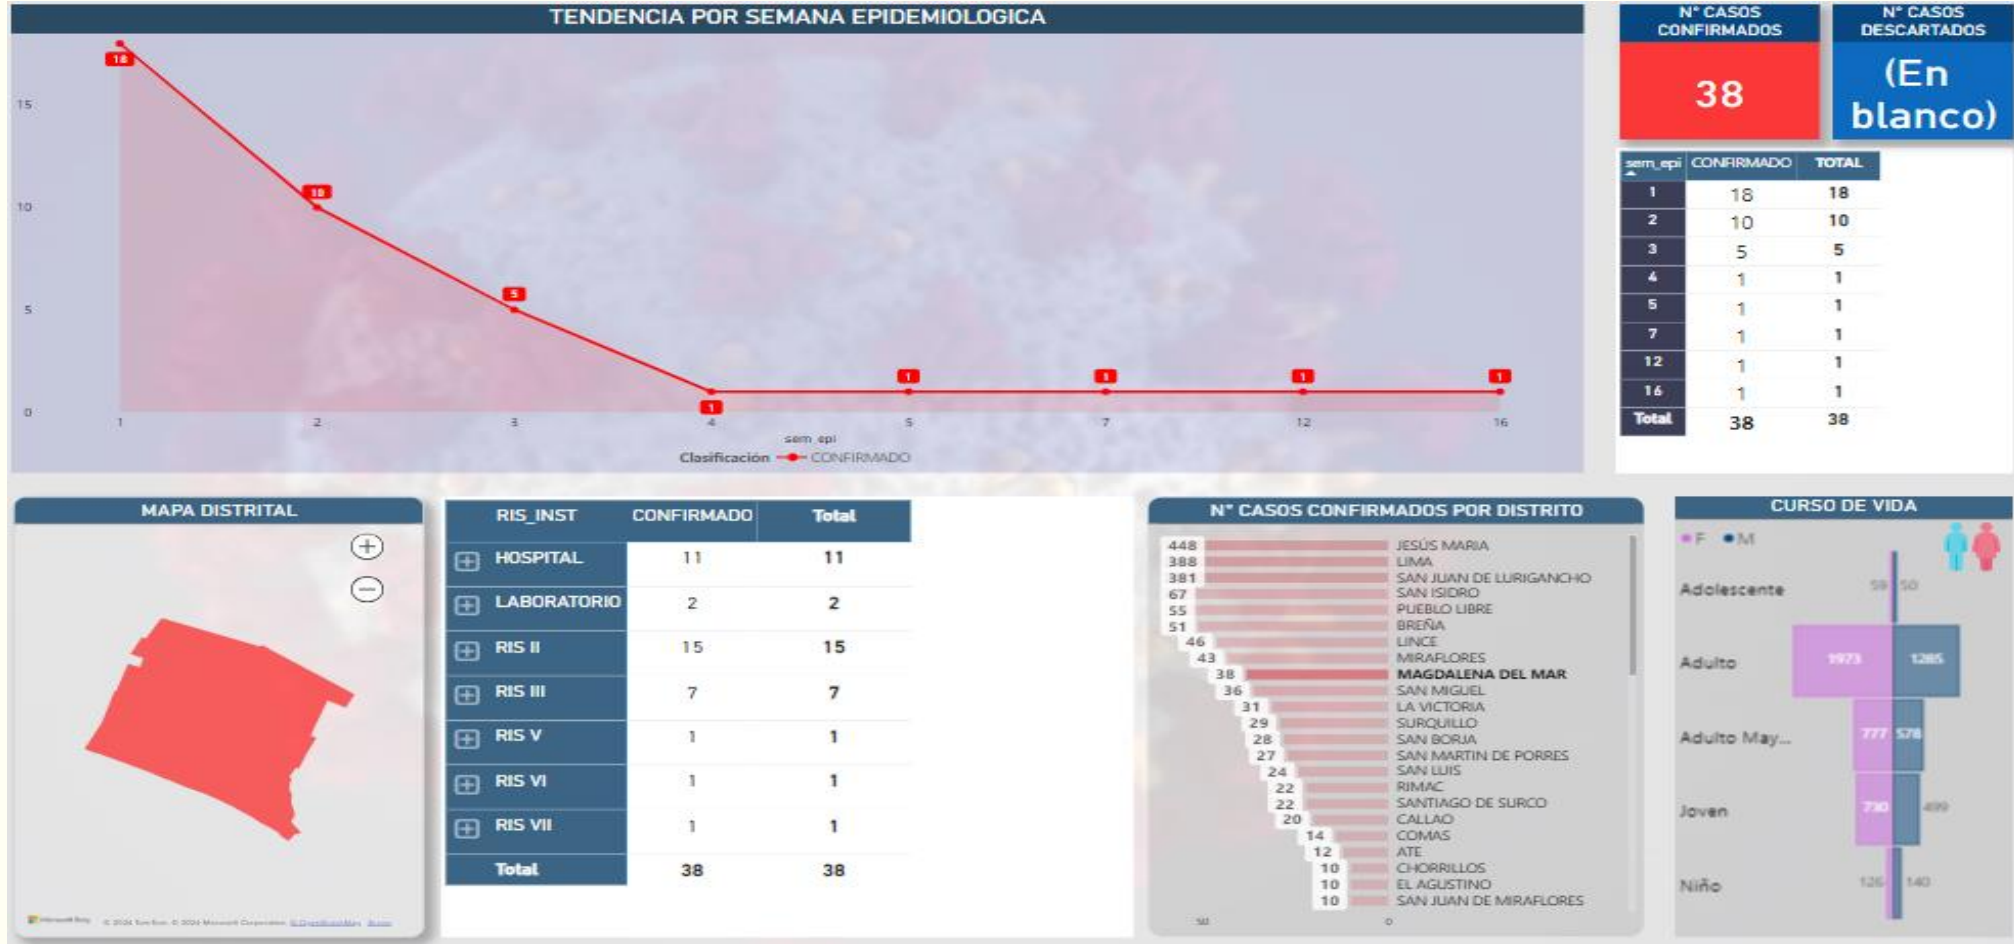 TENDENCIA POR SEMANA EPIDEMIOLOGICA
18
10
5
1
1
1
1
1
15
10
5
0
1 2 3 4 5 7 12 16
sem_epi
Clasificación CONFIRMADO
N° CASOS
CONFIRMADOS
38
N° CASOS
DESCARTADOS
(En
blanco)
sem_epi CONFIRMADO TOTAL
1 18 18
2 10 10
3 5 5
4 1 1
5 1 1
7 1 1
12 1 1
16 1 1
Total 38 38
MAPA DISTRITAL
RIS_INST CONFIRMADO Total
HOSPITAL 11 11
LABORATORIO 2 2
RIS II 15 15
RIS III 7 7
RIS V 1 1
RIS VI 1 1
RIS VII 1 1
Total 38 38
N° CASOS CONFIRMADOS POR DISTRITO
448 JESÚS MARIA
388 LIMA
381 SAN JUAN DE LURIGANCHO
67 SAN ISIDRO
55 PUEBLO LIBRE
51 BREÑA
46 LINCE
43 MIRAFLORES
38 MAGDALENA DEL MAR
36 SAN MIGUEL
31 LA VICTORIA
29 SURQUILLO
28 SAN BORJA
27 SAN MARTIN DE PORRES
24 SAN LUIS
22 RIMAC
22 SANTIAGO DE SURCO
20 CALLAO
14 COMAS
12 ATE
10 CHORRILLOS
10 EL AGUSTINO
10 SAN JUAN DE MIRAFLORES
50 0
CURSO DE VIDA
F M
Adolescente 59 50
Adulto 1973 1285
Adulto May... 777 578
Joven 730 499
Niño 126 140